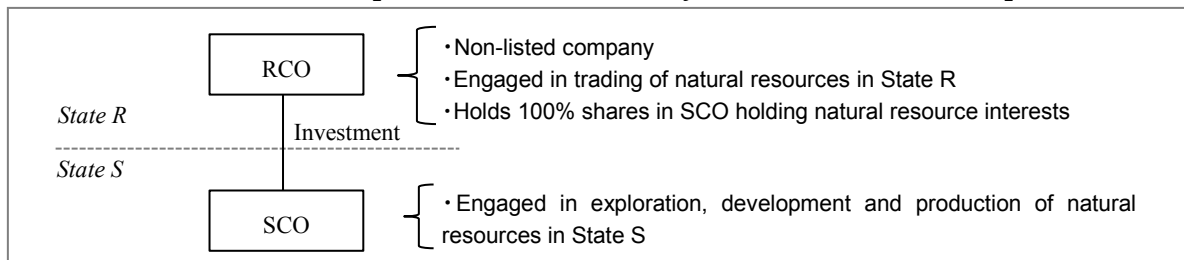 RCO
・Non-listed company
・Engaged in trading of natural resources in State R
・Holds 100% shares in SCO holding natural resource interests
State R
Investment
State S
SCO
・Engaged in exploration, development and production of natural
resources in State S